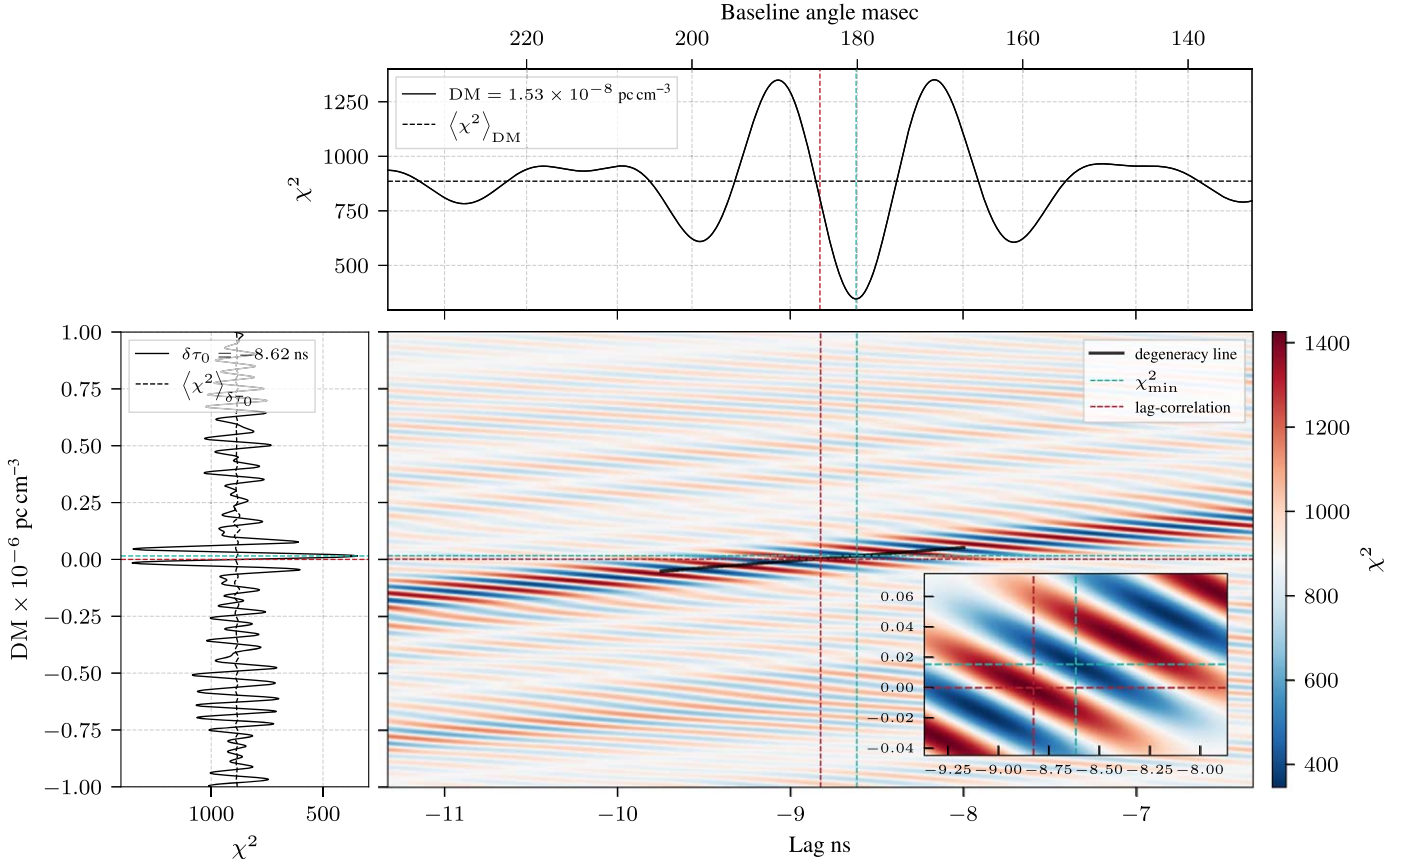 Baseline angle masec
220 200 180 160 140
DM = 1.53 × 10⁻⁸ pc cm⁻³
⟨χ²⟩_DM
1250
1000
750
500
χ²
δτ₀ = −8.62 ns
⟨χ²⟩_δτ₀
1.00
0.75
0.50
0.25
0.00
−0.25
−0.50
−0.75
−1.00
DM × 10⁻⁶ pc cm⁻³
1000 500
χ²
degeneracy line
χ²_min
lag-correlation
0.06
0.04
0.02
0.00
−0.02
−0.04
−9.25 −9.00 −8.75 −8.50 −8.25 −8.00
−11 −10 −9 −8 −7
Lag ns
1400
1200
1000
800
600
400
χ²